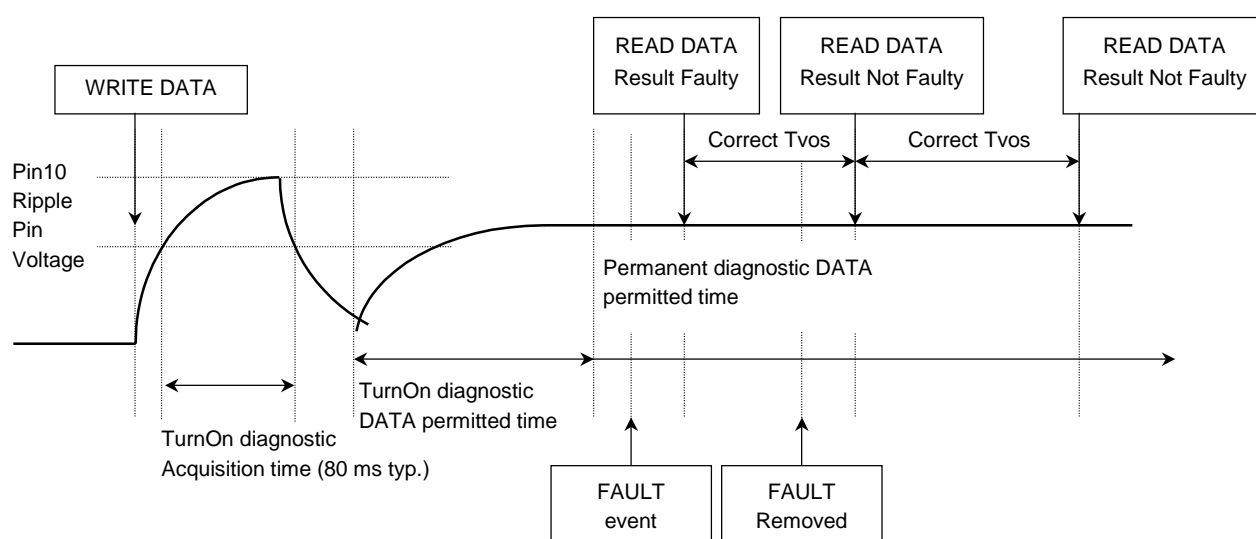 READ DATA
Result Faulty
READ DATA
Result Not Faulty
READ DATA
Result Not Faulty
WRITE DATA
Correct Tvos
Correct Tvos
Pin10
Ripple
Pin
Voltage
Permanent diagnostic DATA
permitted time
TurnOn diagnostic
DATA permitted time
TurnOn diagnostic
Acquisition time (80 ms typ.)
FAULT
event
FAULT
Removed